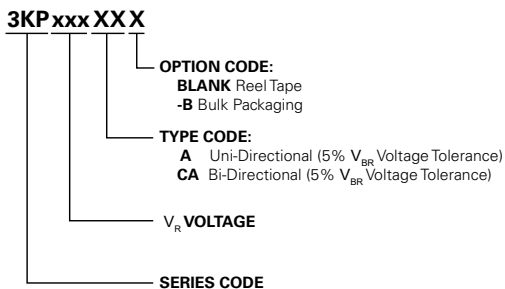 3KPxxxXXX
OPTION CODE:
BLANK Reel Tape
-B Bulk Packaging
TYPE CODE:
A Uni-Directional (5% VBR Voltage Tolerance)
CA Bi-Directional (5% VBR Voltage Tolerance)
VR VOLTAGE
SERIES CODE